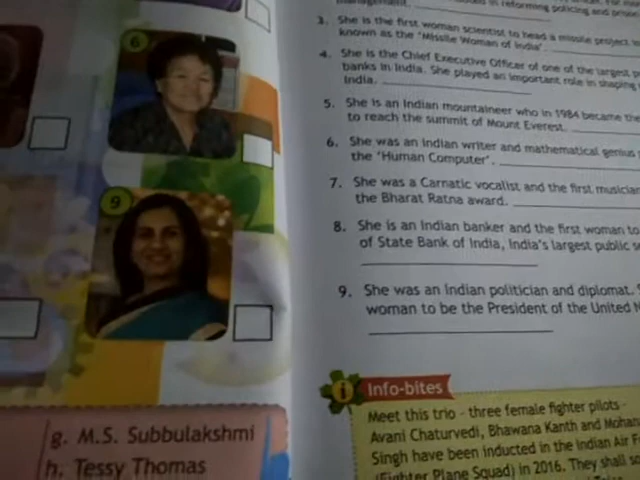 6
9
g. M.S. Subbulakshmi
h. Tessy Thomas
in reforming policing and prison
3. She is the first woman scientist to head a missile project
known as the 'Missile Woman of India'
4. She is the Chief Executive Officer of one of the largest
banks in India. She played an important role in shaping
India.
5. She is an Indian mountaineer who in 1984 became the
to reach the summit of Mount Everest.
6. She was an Indian writer and mathematical genius
the 'Human Computer'.
7. She was a Carnatic vocalist and the first musician
the Bharat Ratna award.
8. She is an Indian banker and the first woman to
of State Bank of India, India's largest public
9. She was an Indian politician and diplomat.
woman to be the President of the United
i Info-bites
Meet this trio - three female fighter pilots -
Avani Chaturvedi, Bhawana Kanth and
Singh have been inducted in the Indian Air
(Fighter Plane Squad) in 2016. They shall